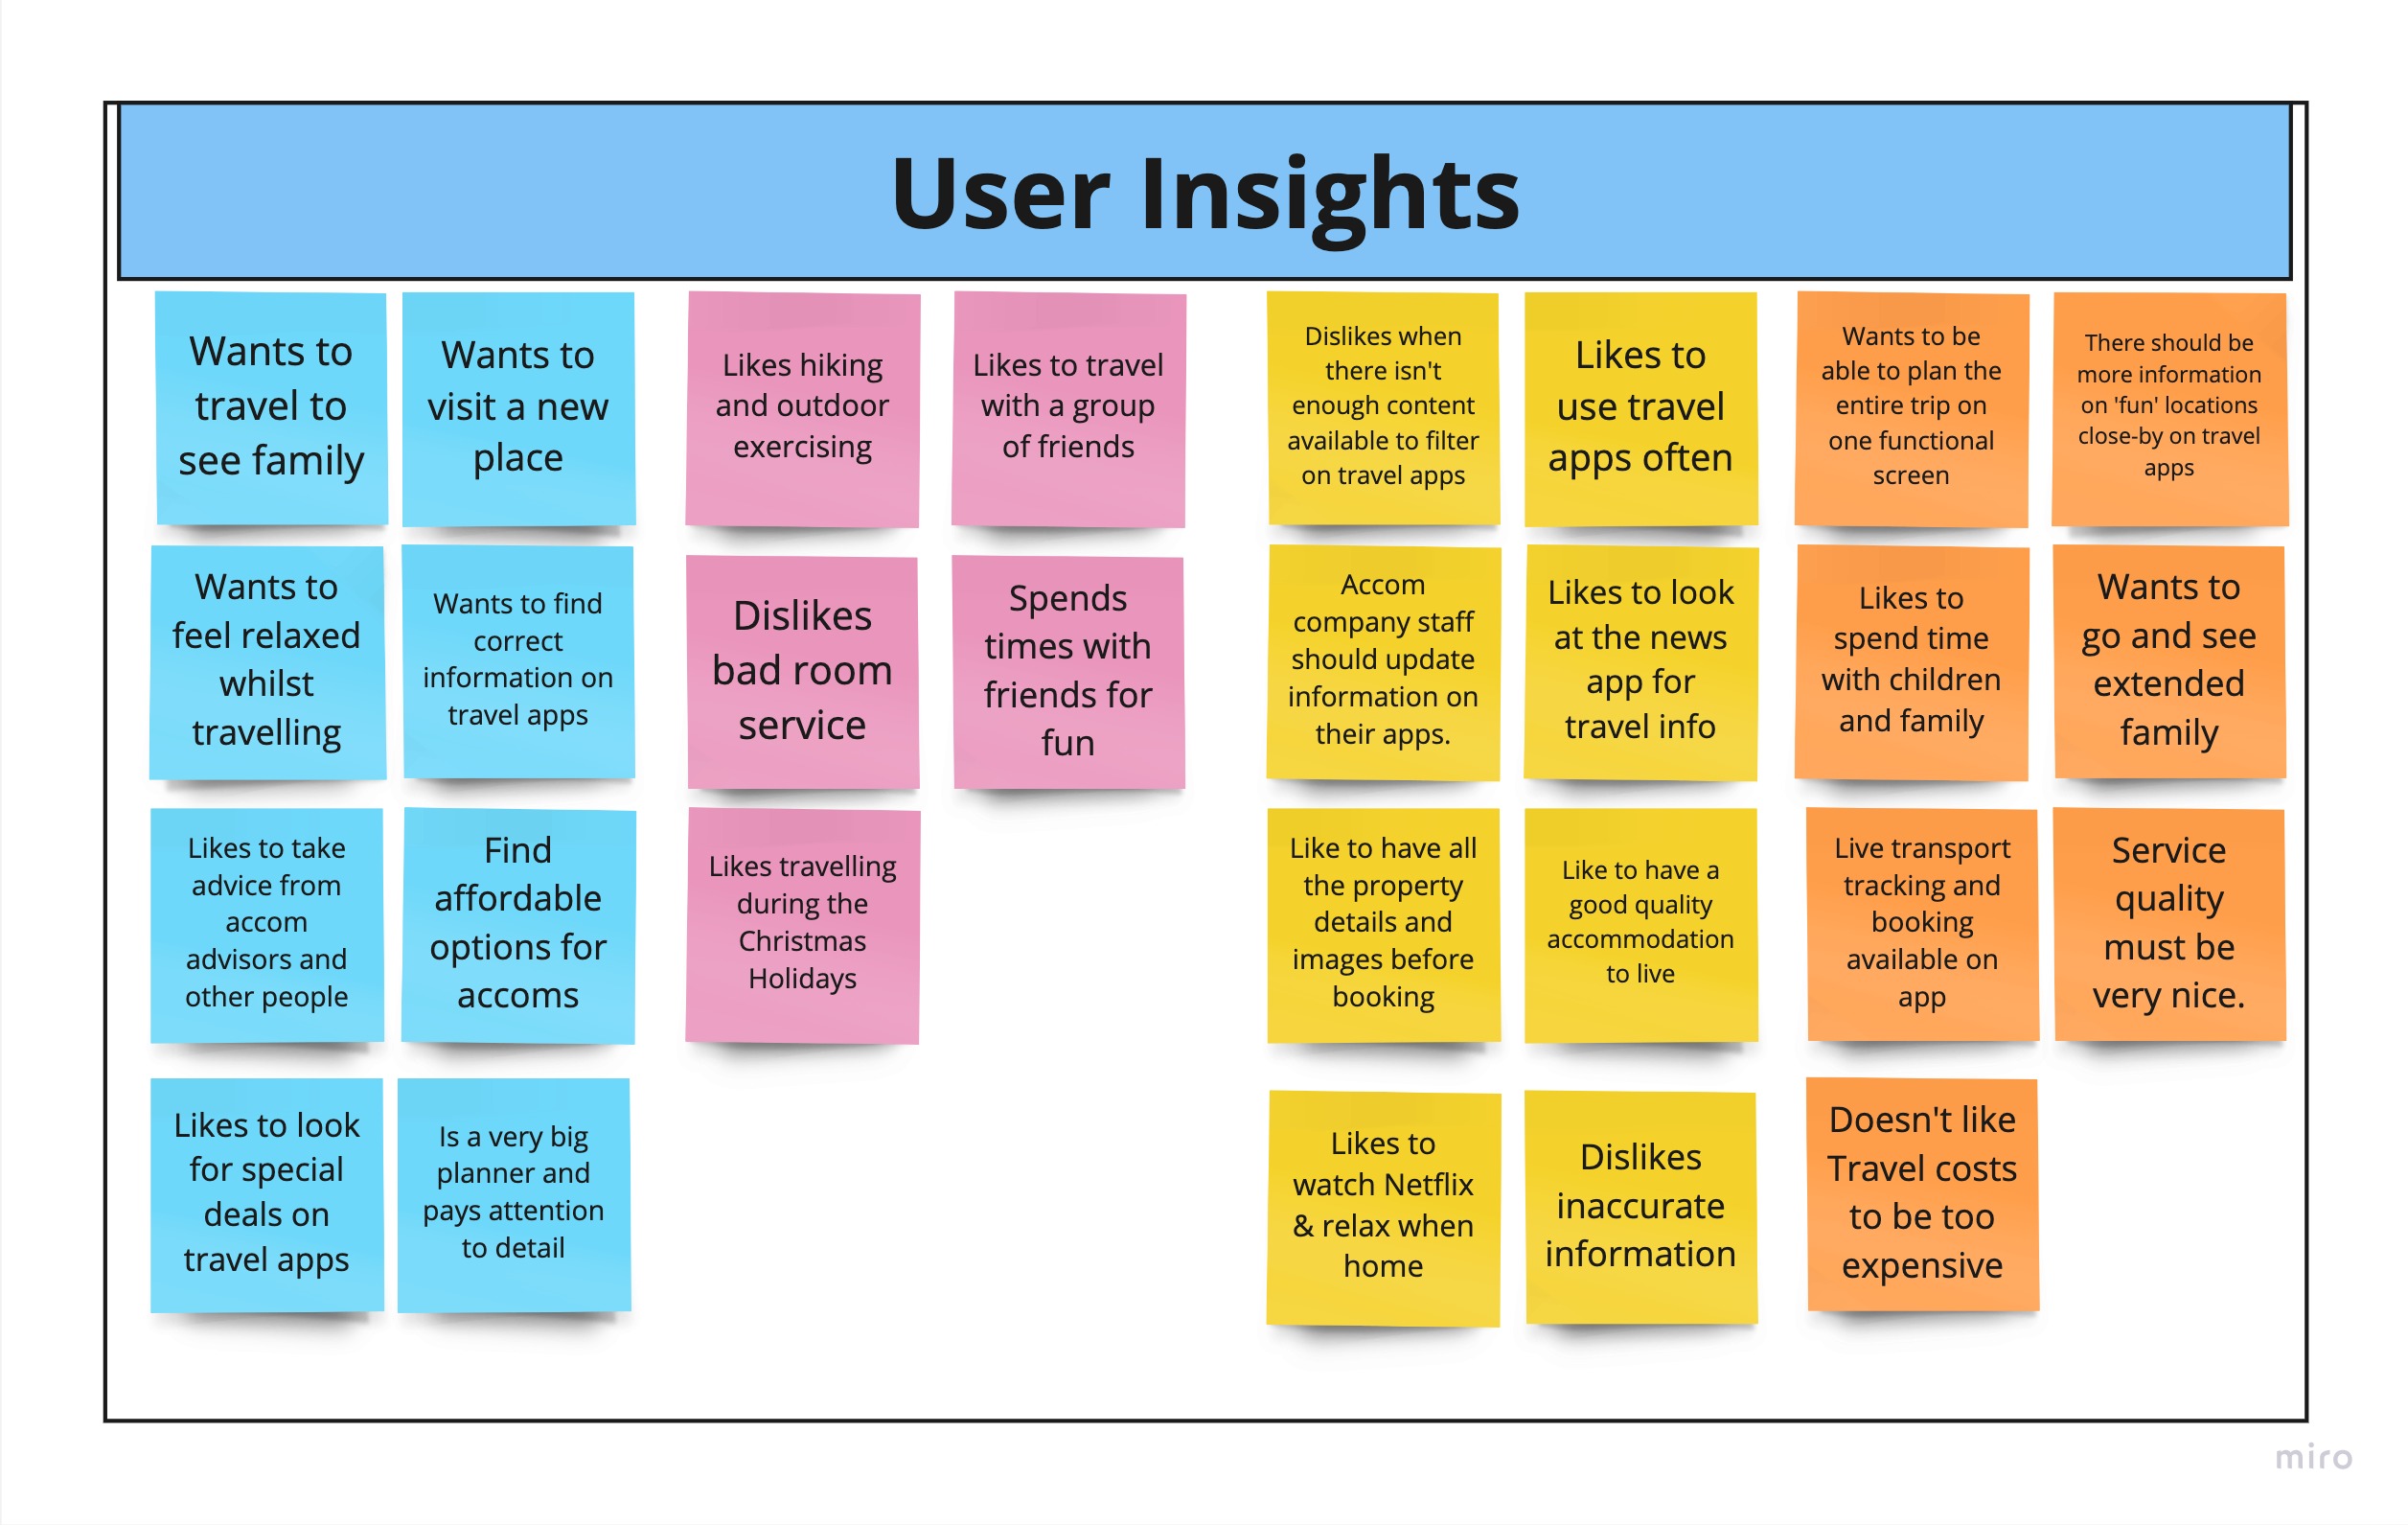 User Insights
Wants to
travel to
see family
Wants to
visit a new
place
Likes hiking
and outdoor
exercising
Likes to travel
with a group
of friends
Dislikes when
there isn't
enough content
available to filter
on travel apps
Likes to
use travel
apps often
Wants to be
able to plan the
entire trip on
one functional
screen
There should be
more information
on 'fun' locations
close-by on travel
apps
Wants to
feel relaxed
whilst
travelling
Wants to find
correct
information on
travel apps
Dislikes
bad room
service
Spends
times with
friends for
fun
Accom
company staff
should update
information on
their apps.
Likes to look
at the news
app for
travel info
Likes to
spend time
with children
and family
Wants to
go and see
extended
family
Likes to take
advice from
accom
advisors and
other people
Find
affordable
options for
accoms
Likes travelling
during the
Christmas
Holidays
Like to have all
the property
details and
images before
booking
Like to have a
good quality
accommodation
to live
Live transport
tracking and
booking
available on
app
Service
quality
must be
very nice.
Likes to look
for special
deals on
travel apps
Is a very big
planner and
pays attention
to detail
Likes to
watch Netflix
& relax when
home
Dislikes
inaccurate
information
Doesn't like
Travel costs
to be too
expensive
miro